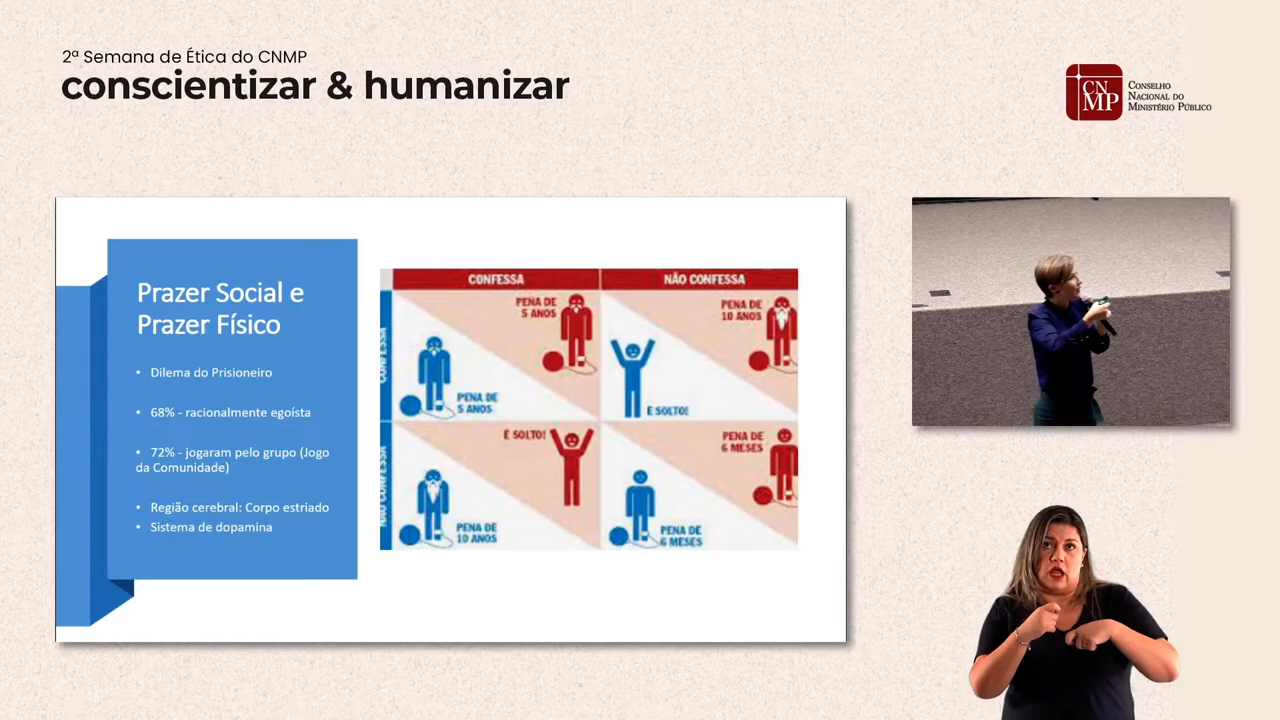 2ª Semana de Ética do CNMP
conscientizar & humanizar
CN
MP
CONSELHO
NACIONAL DO
MINISTÉRIO PÚBLICO
Prazer Social e
Prazer Físico
• Dilema do Prisioneiro
• 68% - racionalmente egoísta
• 72% - jogaram pelo grupo (Jogo
da Comunidade)
• Região cerebral: Corpo estriado
• Sistema de dopamina
CONFESSA
NÃO CONFESSA
CONFESSA
PENA DE
5 ANOS
PENA DE
5 ANOS
PENA DE
10 ANOS
É SOLTO!
NÃO CONFESSA
É SOLTO!
PENA DE
10 ANOS
PENA DE
6 MESES
PENA DE
6 MESES